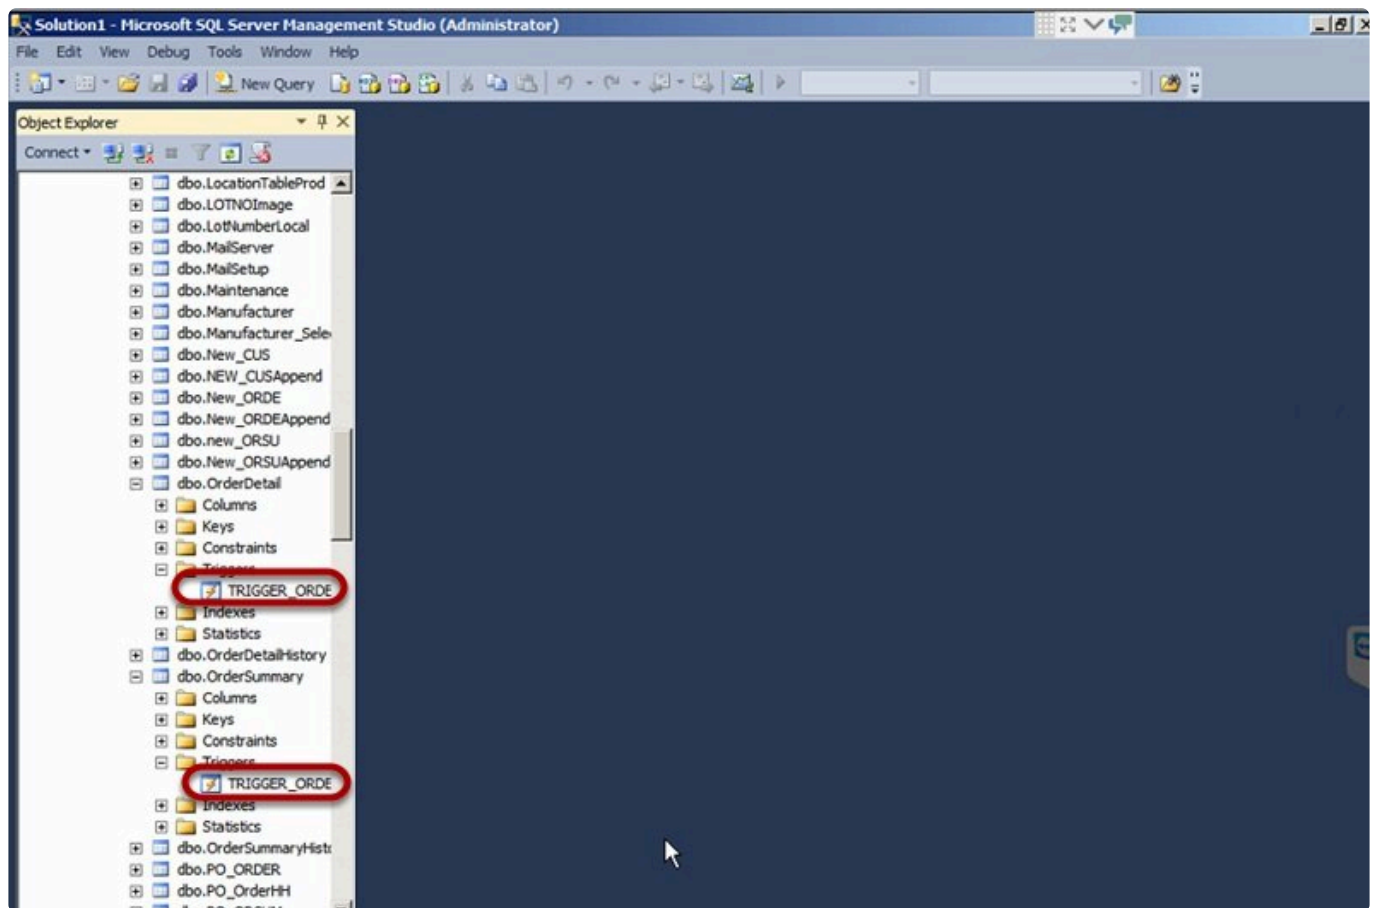 Solution1 - Microsoft SQL Server Management Studio (Administrator)
File Edit View Debug Tools Window Help
New Query
Object Explorer
Connect
dbo.LocationTableProd
dbo.LOTNOImage
dbo.LotNumberLocal
dbo.MailServer
dbo.MailSetup
dbo.Maintenance
dbo.Manufacturer
dbo.Manufacturer_Sele
dbo.New_CUS
dbo.NEW_CUSAppend
dbo.New_ORDE
dbo.New_ORDEAppend
dbo.new_ORSU
dbo.New_ORSUAppend
dbo.OrderDetail
Columns
Keys
Constraints
Triggers
TRIGGER_ORDE
Indexes
Statistics
dbo.OrderDetailHistory
dbo.OrderSummary
Columns
Keys
Constraints
Triggers
TRIGGER_ORDE
Indexes
Statistics
dbo.OrderSummaryHisto
dbo.PO_ORDER
dbo.PO_OrderHH